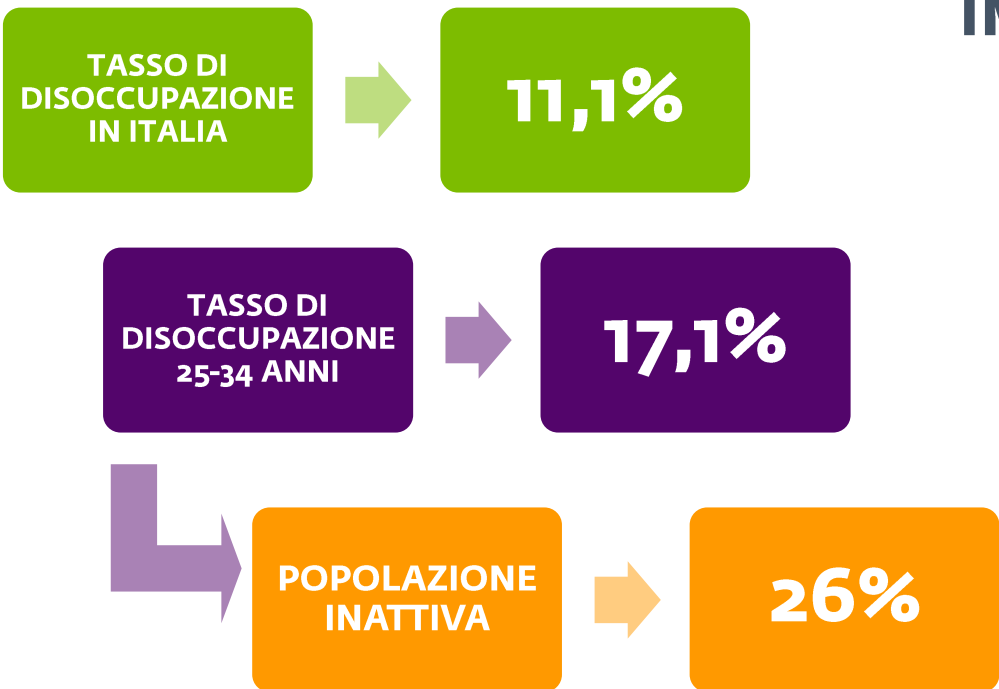 TASSO DI
DISOCCUPAZIONE
IN ITALIA
11,1%
TASSO DI
DISOCCUPAZIONE
25-34 ANNI
17,1%
POPOLAZIONE
INATTIVA
26%